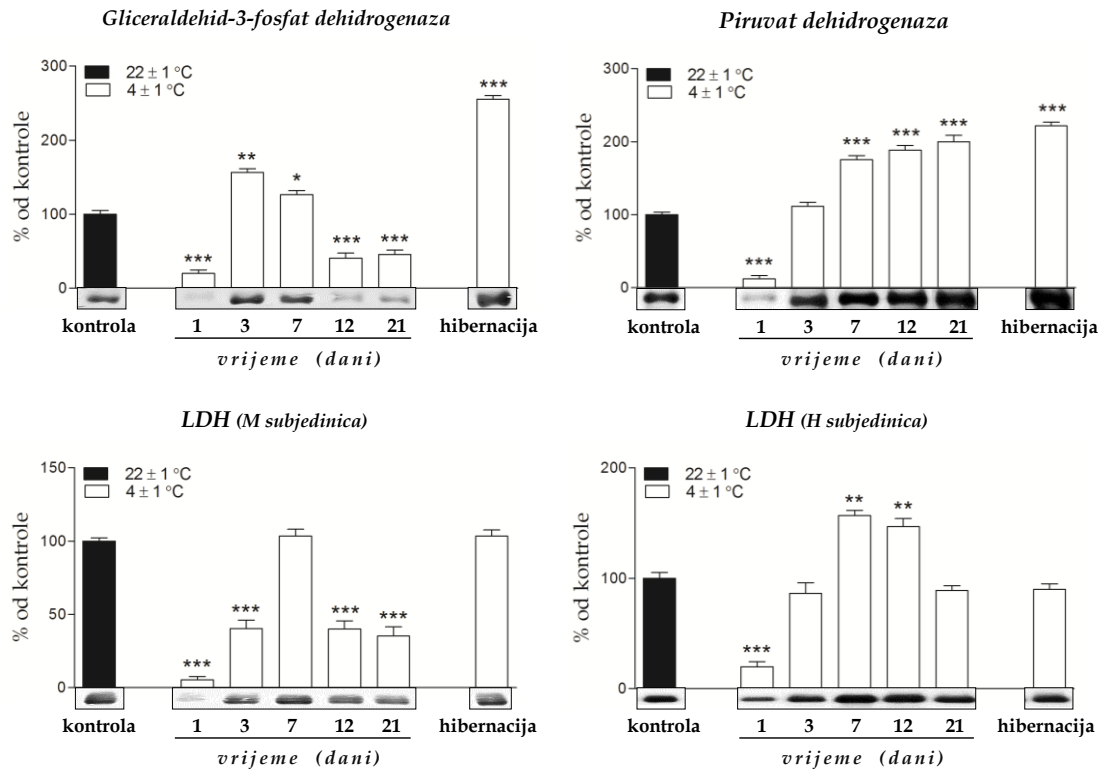 Gliceraldehid-3-fosfat dehidrogenaza
300
200
100
0
% od kontrole
22 ± 1 °C
4 ± 1 °C
***
**
*
***
***
***
kontrola
1 3 7 12 21
hibernacija
vrijeme (dani)
Piruvat dehidrogenaza
300
200
100
0
% od kontrole
22 ± 1 °C
4 ± 1 °C
***
***
***
***
***
kontrola
1 3 7 12 21
hibernacija
vrijeme (dani)
LDH (M subjedinica)
150
100
50
0
% od kontrole
22 ± 1 °C
4 ± 1 °C
***
***
***
***
kontrola
1 3 7 12 21
hibernacija
vrijeme (dani)
LDH (H subjedinica)
200
100
0
% od kontrole
22 ± 1 °C
4 ± 1 °C
***
**
**
kontrola
1 3 7 12 21
hibernacija
vrijeme (dani)